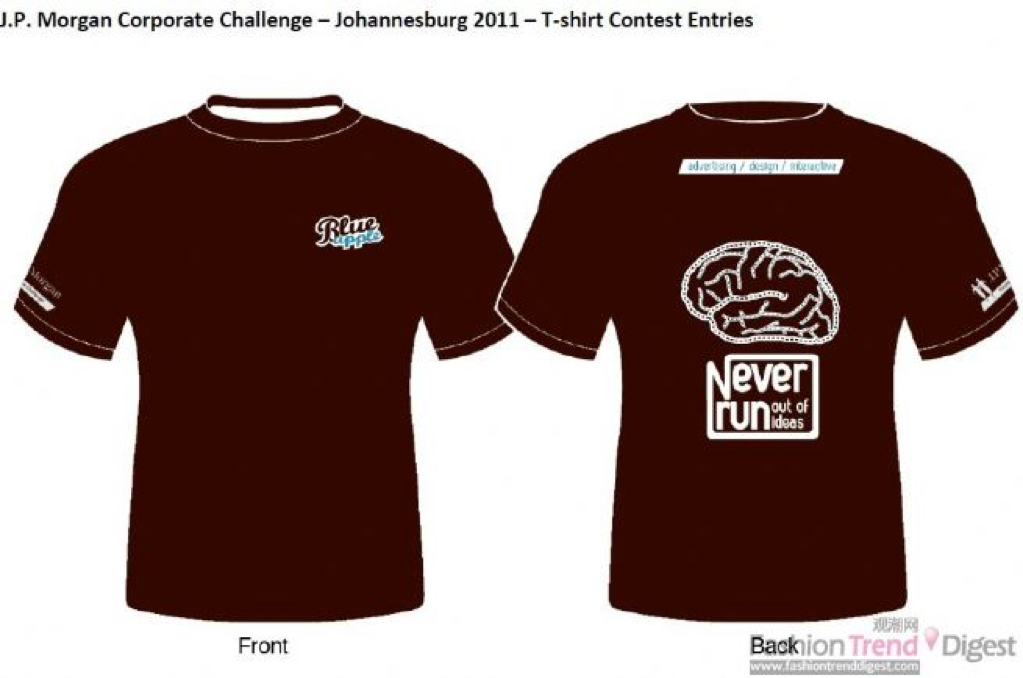 J.P. Morgan Corporate Challenge – Johannesburg 2011 – T-shirt Contest Entries
Blue
apple
Morgan
advertising / design / interactive
Never
run out of
ideas
Front
Back
观潮网
Fashion Trend Digest
www.fashiontrenddigest.com